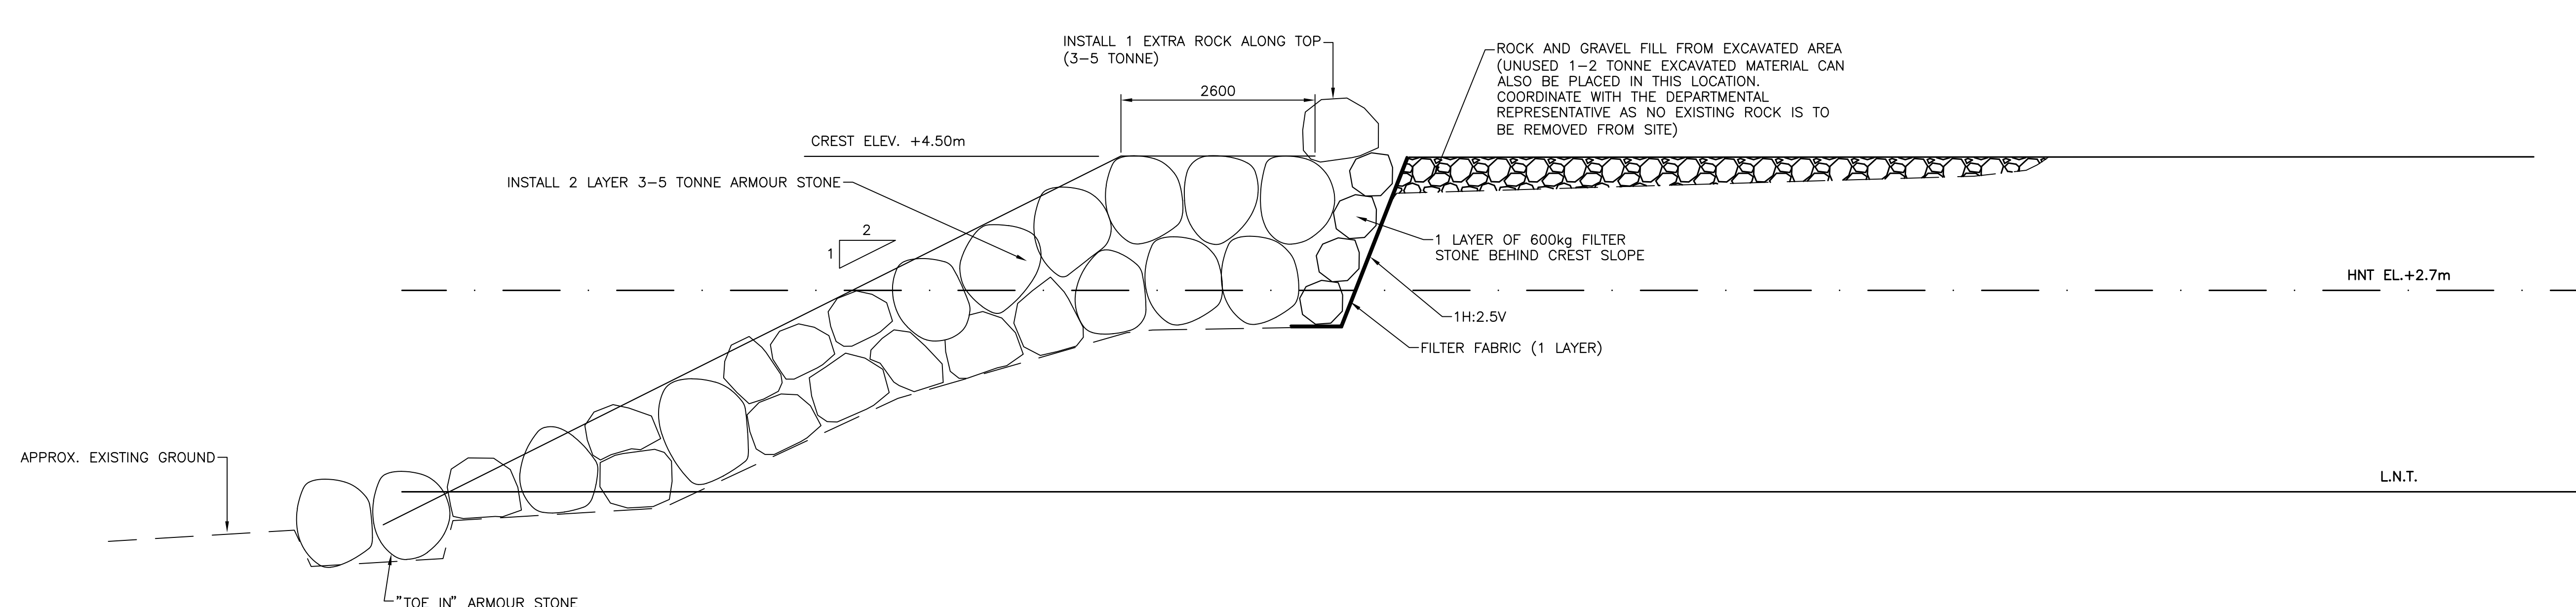 INSTALL 1 EXTRA ROCK ALONG TOP
(3-5 TONNE)
ROCK AND GRAVEL FILL FROM EXCAVATED AREA
(UNUSED 1-2 TONNE EXCAVATED MATERIAL CAN
ALSO BE PLACED IN THIS LOCATION.
COORDINATE WITH THE DEPARTMENTAL
REPRESENTATIVE AS NO EXISTING ROCK IS TO
BE REMOVED FROM SITE)
2600
CREST ELEV. +4.50m
INSTALL 2 LAYER 3-5 TONNE ARMOUR STONE
2
1
1 LAYER OF 600kg FILTER
STONE BEHIND CREST SLOPE
HNT EL.+2.7m
1H:2.5V
FILTER FABRIC (1 LAYER)
APPROX. EXISTING GROUND
L.N.T.
"TOE IN" ARMOUR STONE